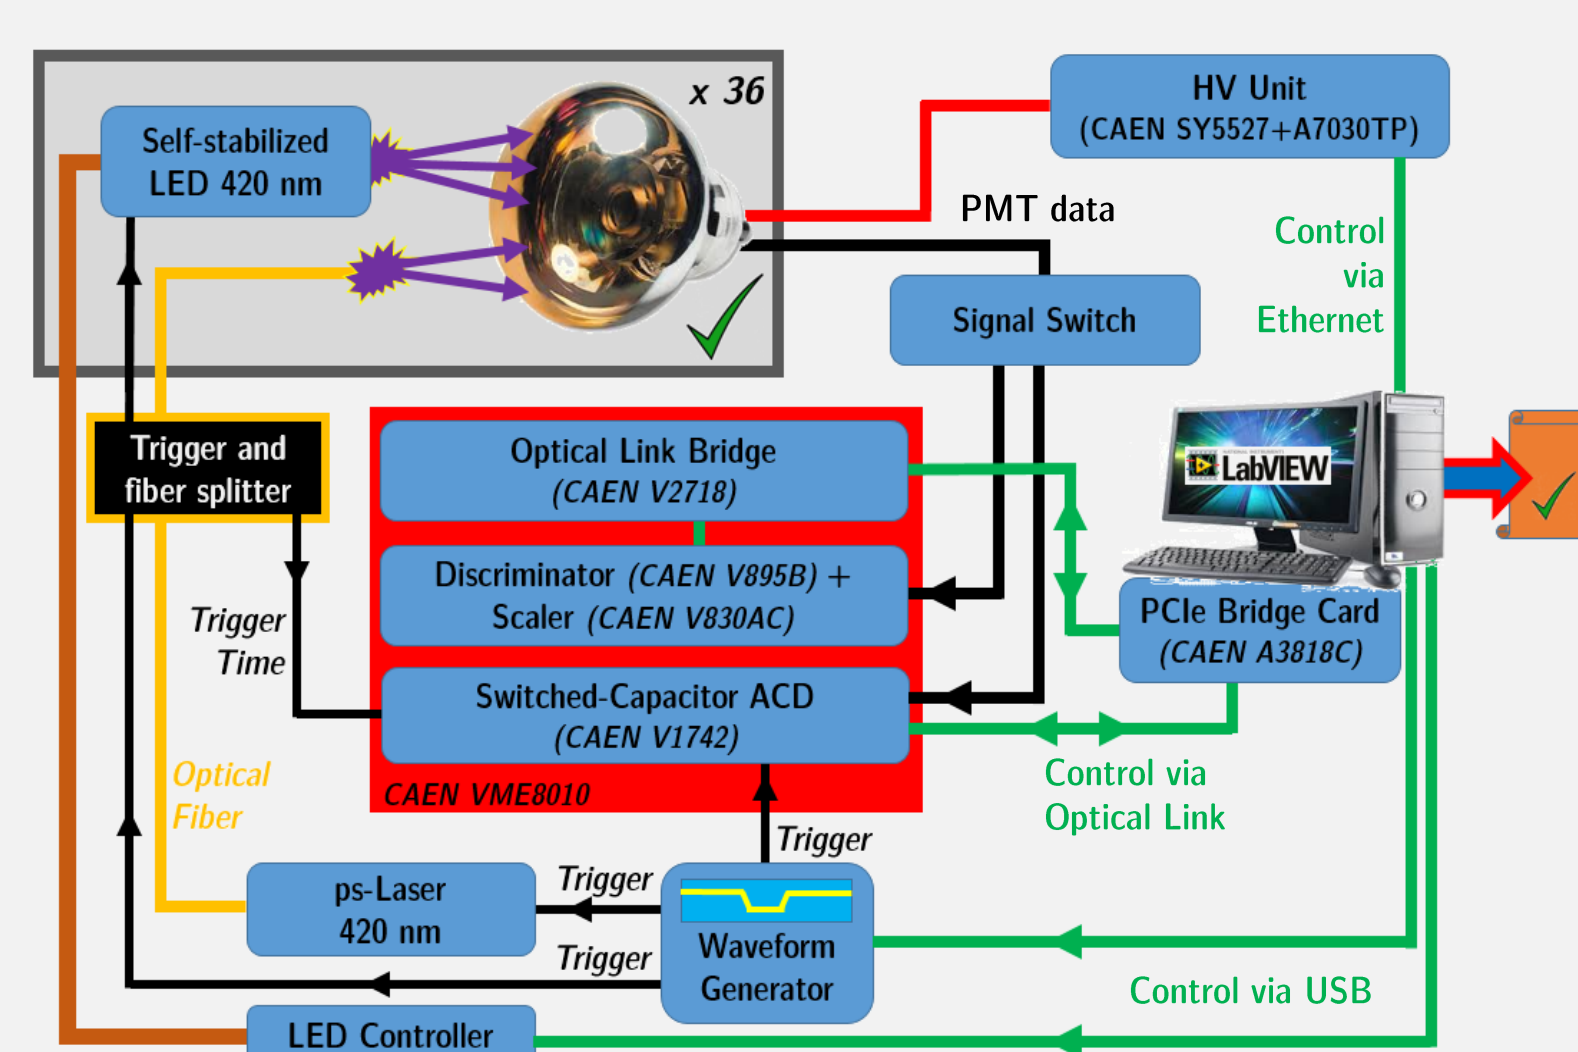 x 36
Self-stabilized
LED 420 nm
HV Unit
(CAEN SY5527+A7030TP)
PMT data
Control
via
Ethernet
Signal Switch
Trigger and
fiber splitter
Optical Link Bridge
(CAEN V2718)
NATIONAL INSTRUMENTS
LabVIEW
Discriminator (CAEN V895B) +
Scaler (CAEN V830AC)
PCIe Bridge Card
(CAEN A3818C)
Trigger
Time
Switched-Capacitor ACD
(CAEN V1742)
CAEN VME8010
Optical
Fiber
Control via
Optical Link
Trigger
ps-Laser
420 nm
Trigger
Trigger
Waveform
Generator
Control via USB
LED Controller